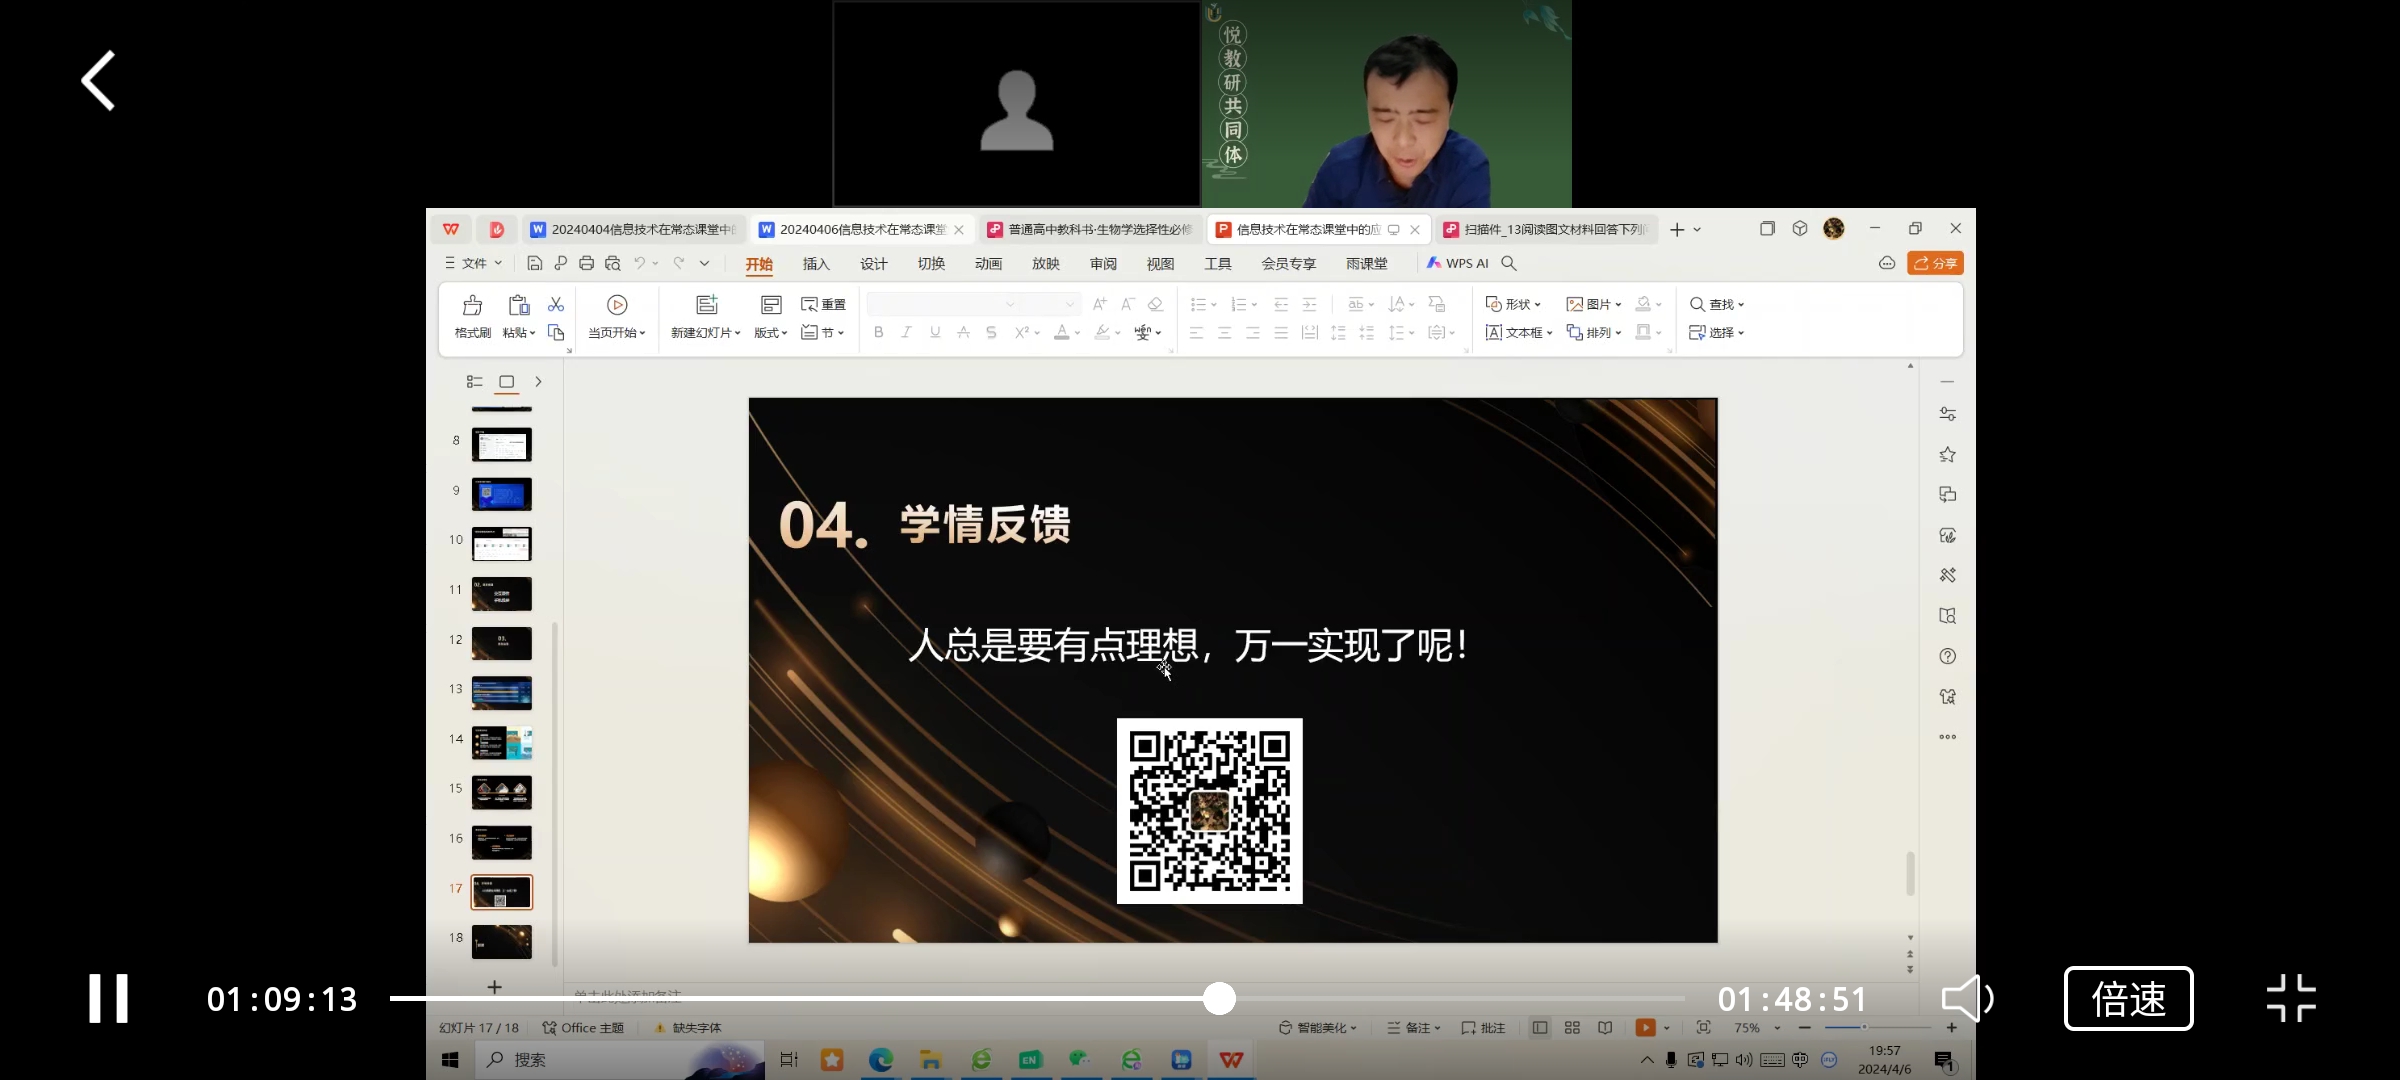 悦教研共同体
20240404信息技术在常态课堂中
20240406信息技术在常态课堂
普通高中教科书·生物学选择性必修
信息技术在常态课堂中的应
扫描件_13阅读图文材料回答下列
文件
开始
插入
设计
切换
动画
放映
审阅
视图
工具
会员专享
雨课堂
WPS AI
分享
格式刷
粘贴
当页开始
新建幻灯片
版式
重置
节
形状
图片
查找
文本框
排列
选择
8
9
10
11
12
13
14
15
16
17
18
04. 学情反馈
人总是要有点理想，万一实现了呢！
单击此处添加备注
01:09:13
01:48:51
倍速
幻灯片 17 / 18
Office 主题
缺失字体
智能美化
备注
批注
75%
搜索
19:57
2024/4/6